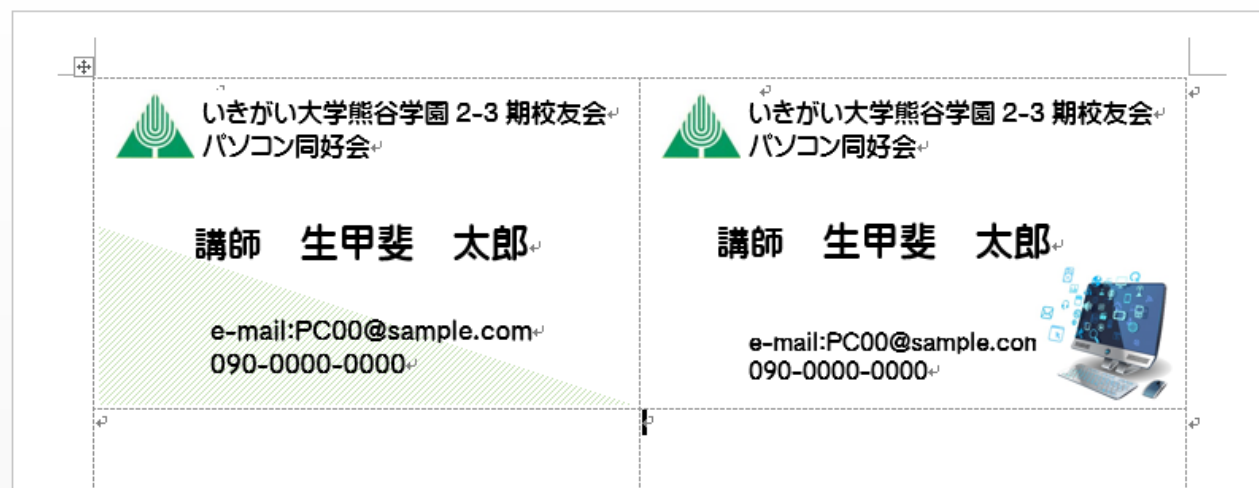 いきがい大学熊谷学園 2-3 期校友会
パソコン同好会
講師　生甲斐　太郎
e-mail:PC00@sample.com
090-0000-0000
いきがい大学熊谷学園 2-3 期校友会
パソコン同好会
講師　生甲斐　太郎
e-mail:PC00@sample.con
090-0000-0000